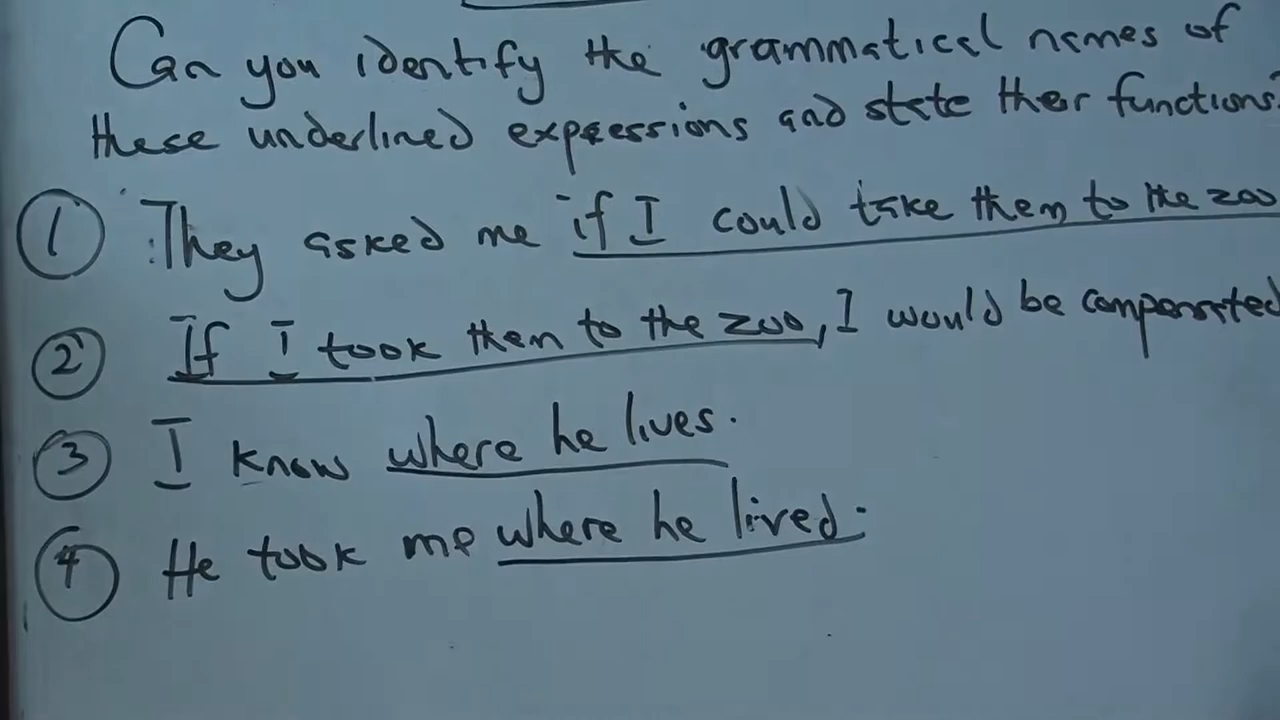 Can you identify the grammatical names of
these underlined expressions and state their functions?
① They asked me if I could take them to the zoo
② If I took them to the zoo, I would be compensated
③ I know where he lives.
④ He took me where he lived.